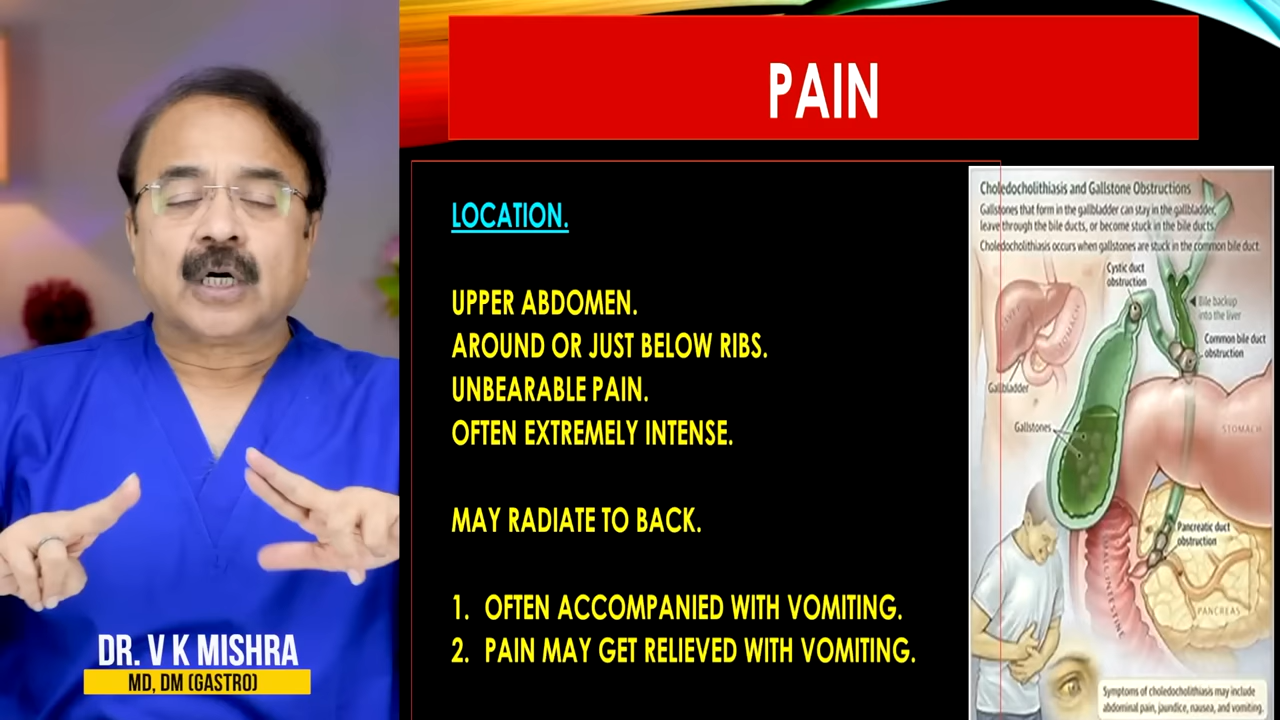 PAIN
LOCATION.
UPPER ABDOMEN.
AROUND OR JUST BELOW RIBS.
UNBEARABLE PAIN.
OFTEN EXTREMELY INTENSE.
MAY RADIATE TO BACK.
1. OFTEN ACCOMPANIED WITH VOMITING.
2. PAIN MAY GET RELIEVED WITH VOMITING.
Choledocholithiasis and Gallstone Obstructions
Gallstones that form in the gallbladder can stay in the gallbladder,
leave through the bile ducts, or become stuck in the bile ducts.
Choledocholithiasis occurs when gallstones are stuck in the common bile duct.
Cystic duct
obstruction
Bile backup
into the liver
Common bile duct
obstruction
LIVER
STOMACH
Gallbladder
Gallstones
STOMACH
Pancreatic duct
obstruction
SMALL INTESTINE
PANCREAS
Symptoms of choledocholithiasis may include
abdominal pain, jaundice, nausea, and vomiting.
DR. V K MISHRA
MD, DM (GASTRO)